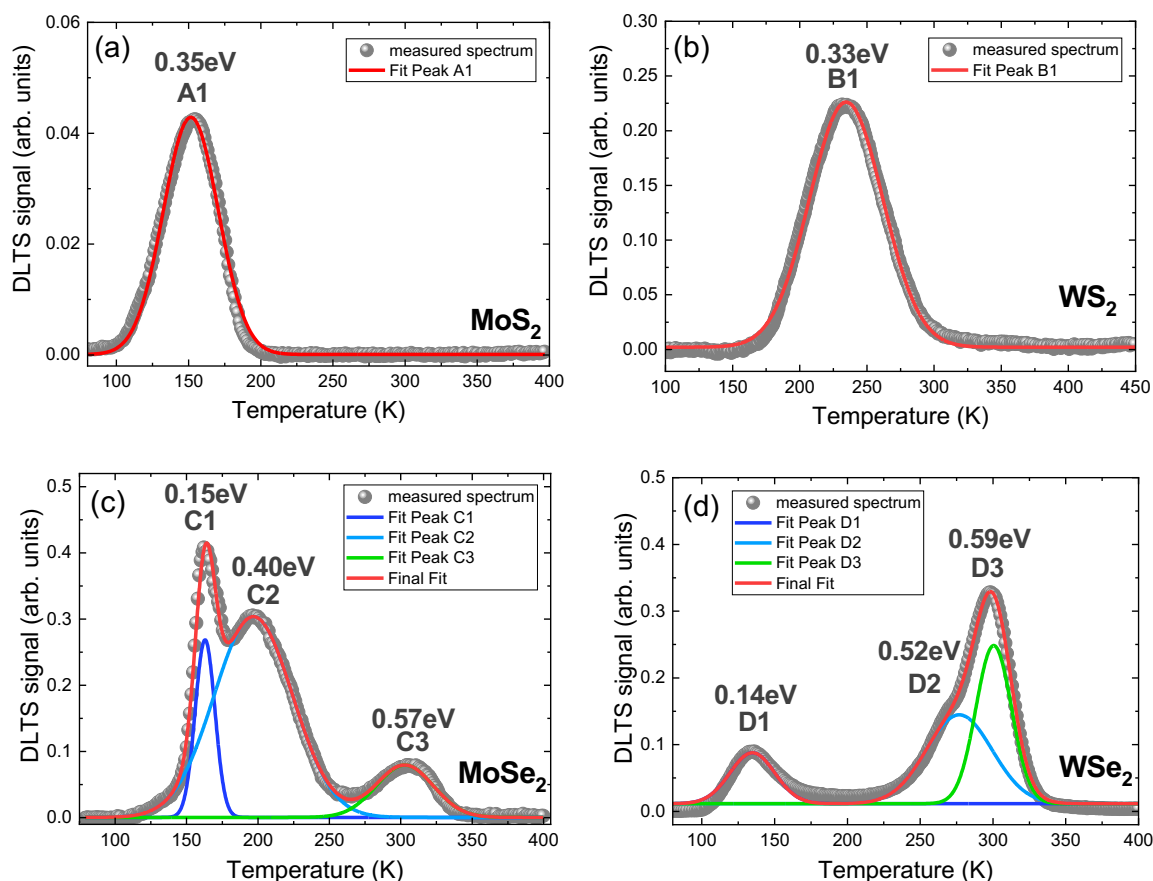 (a)
0.35eV
A1
measured spectrum
Fit Peak A1
MoS₂
DLTS signal (arb. units)
0.06
0.04
0.02
0.00
100 150 200 250 300 350 400
Temperature (K)
(b)
0.33eV
B1
measured spectrum
Fit Peak B1
WS₂
DLTS signal (arb. units)
0.30
0.25
0.20
0.15
0.10
0.05
0.00
100 150 200 250 300 350 400 450
Temperature (K)
(c)
0.15eV
C1
0.40eV
C2
0.57eV
C3
measured spectrum
Fit Peak C1
Fit Peak C2
Fit Peak C3
Final Fit
MoSe₂
DLTS signal (arb. units)
0.5
0.4
0.3
0.2
0.1
0.0
100 150 200 250 300 350 400
Temperature (K)
(d)
measured spectrum
Fit Peak D1
Fit Peak D2
Fit Peak D3
Final Fit
0.59eV
D3
0.52eV
D2
0.14eV
D1
WSe₂
DLTS signal (arb. units)
0.5
0.4
0.3
0.2
0.1
0.0
100 150 200 250 300 350 400
Temperature (K)